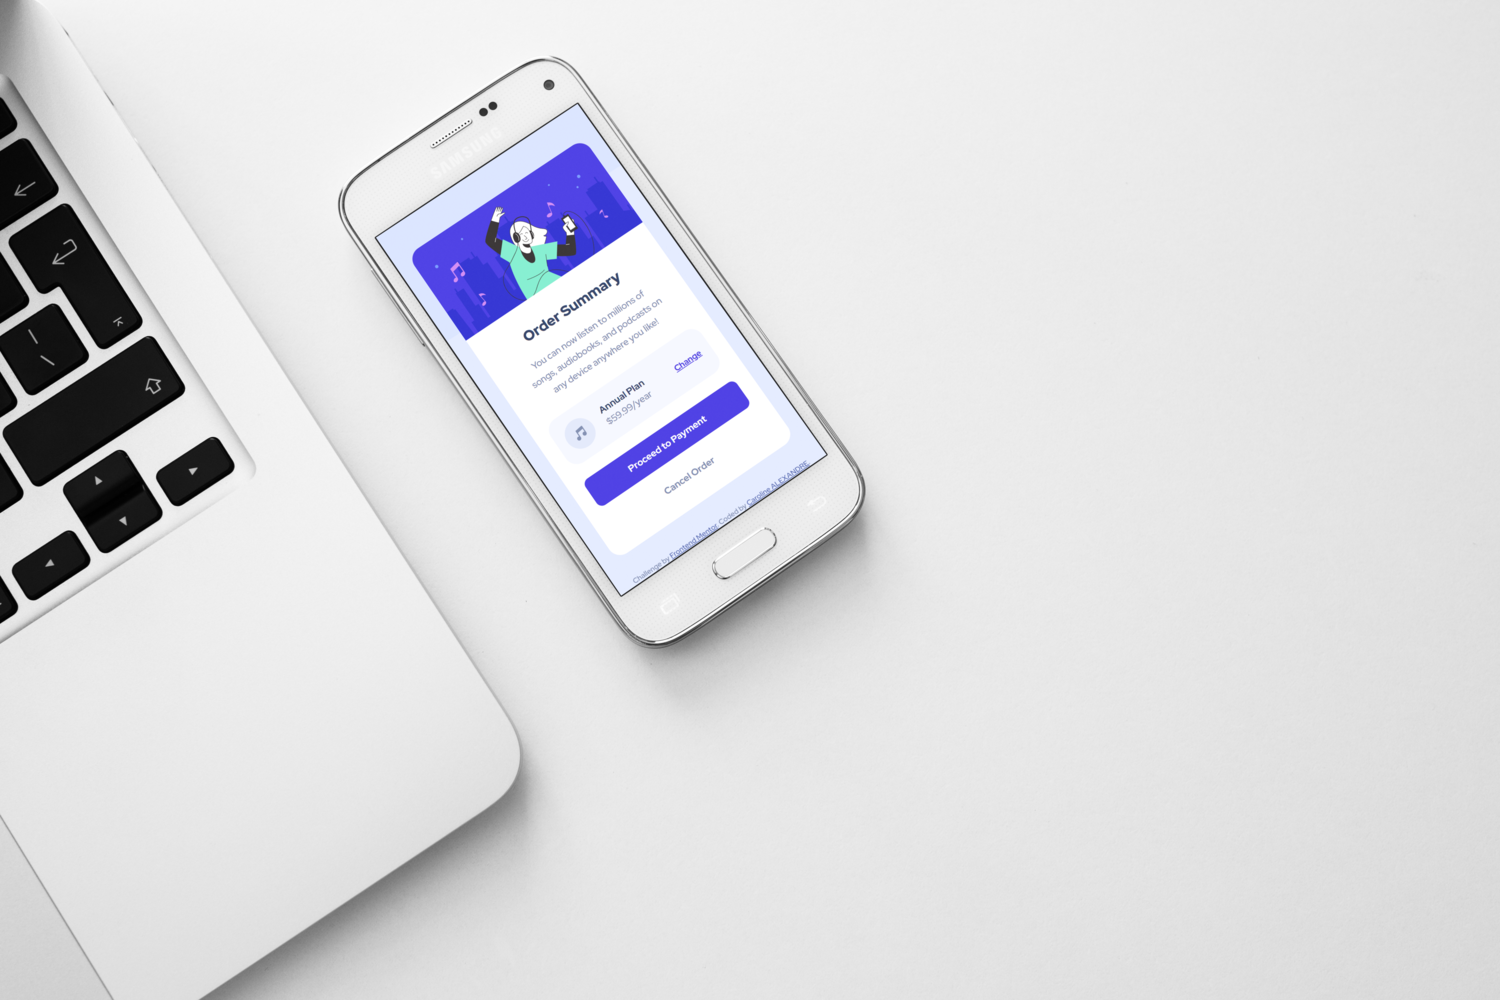 SAMSUNG
Order Summary
You can now listen to millions of
songs, audiobooks, and podcasts on
any device anywhere you like!
Annual Plan
$59.99/year
Change
Proceed to Payment
Cancel Order
Challenge by Frontend Mentor. Coded by Caroline ALEXANDRE.